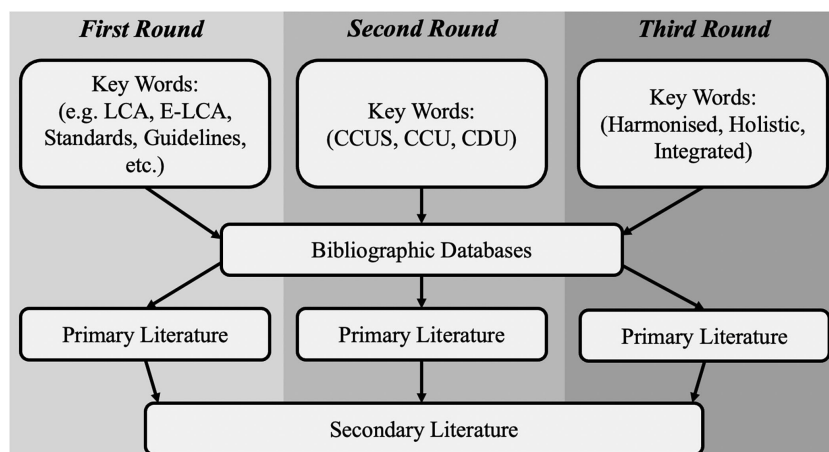 First Round
Second Round
Third Round
Key Words:
(e.g. LCA, E-LCA,
Standards, Guidelines,
etc.)
Key Words:
(CCUS, CCU, CDU)
Key Words:
(Harmonised, Holistic,
Integrated)
Bibliographic Databases
Primary Literature
Primary Literature
Primary Literature
Secondary Literature